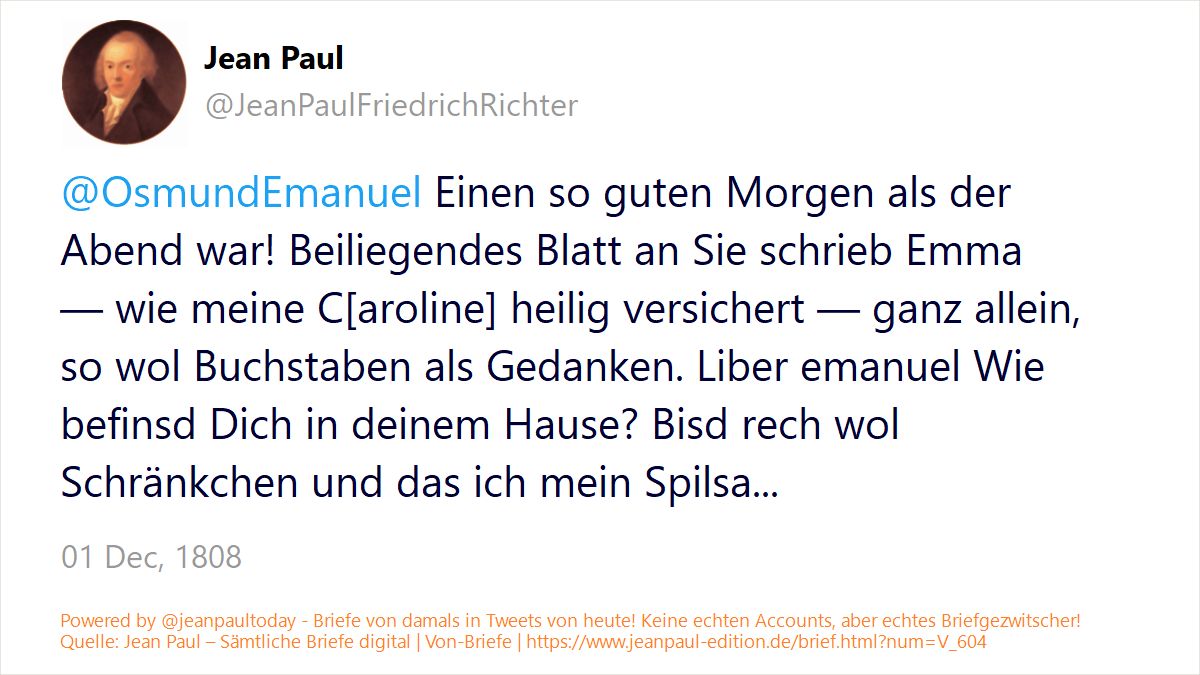 Jean Paul
@JeanPaulFriedrichRichter
@OsmundEmanuel Einen so guten Morgen als der
Abend war! Beiliegendes Blatt an Sie schrieb Emma
— wie meine C[aroline] heilig versichert — ganz allein,
so wol Buchstaben als Gedanken. Liber emanuel Wie
befinsd Dich in deinem Hause? Bisd rech wol
Schränkchen und das ich mein Spilsa...
01 Dec, 1808
Powered by @jeanpaultoday - Briefe von damals in Tweets von heute! Keine echten Accounts, aber echtes Briefgezwitscher!
Quelle: Jean Paul – Sämtliche Briefe digital | Von-Briefe | https://www.jeanpaul-edition.de/brief.html?num=V_604